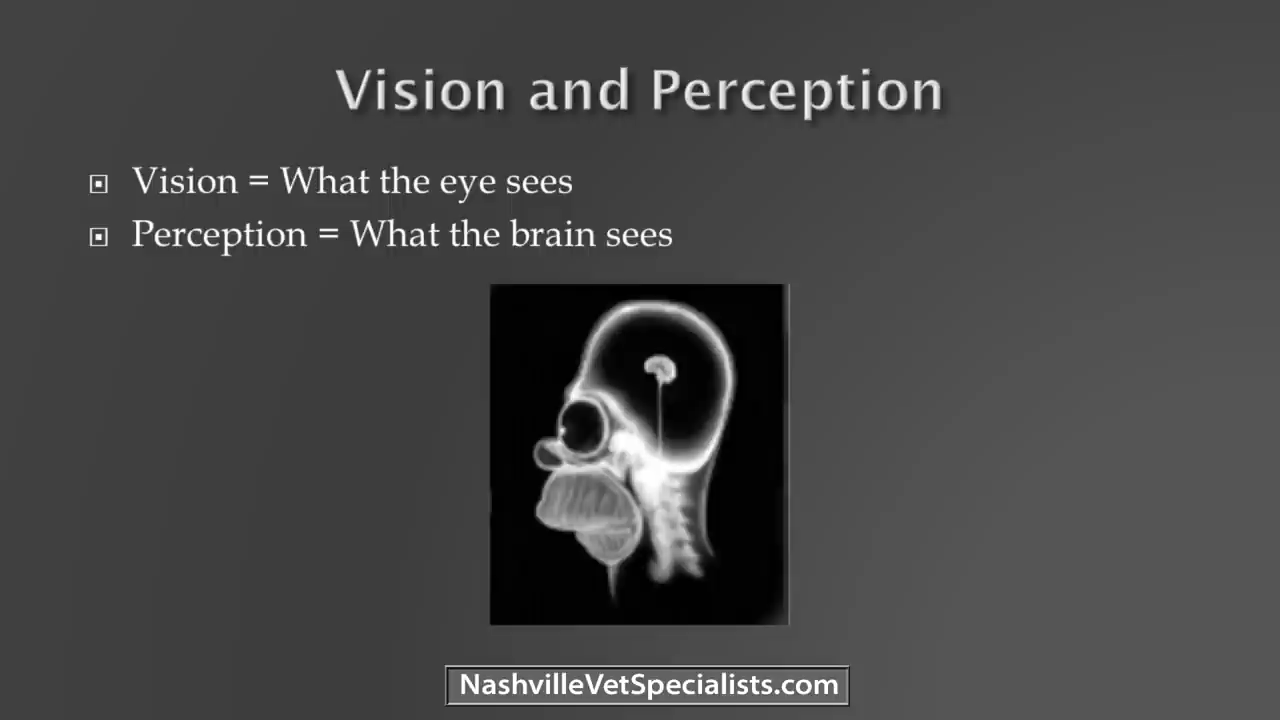 Vision and Perception
Vision = What the eye sees
Perception = What the brain sees
NashvilleVetSpecialists.com